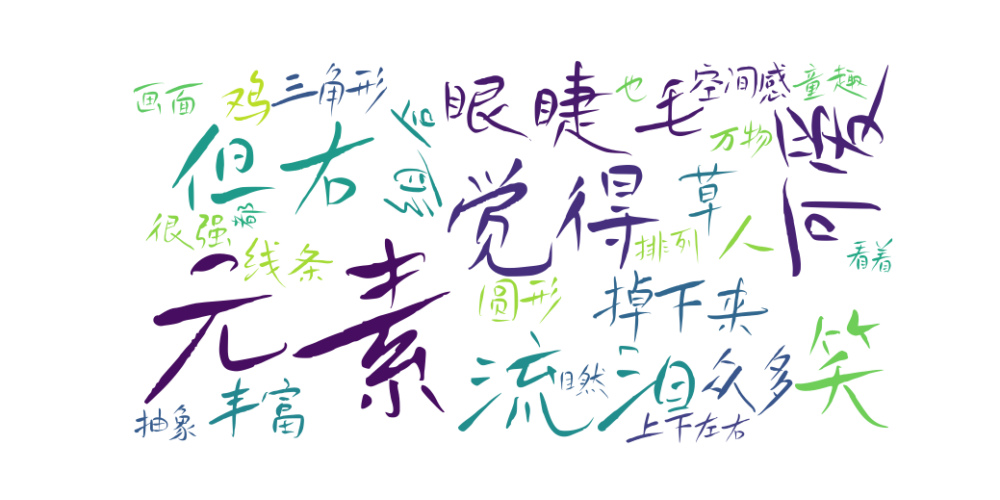 画面
鸡
三角形
眼睛
也
毛
空间感
童趣
但右
万物
觉得
草
很强
都
线条
排列
人
看着
元素
圆形
掉下来
流泪
自然
众多
笑
抽象
丰富
上下左右